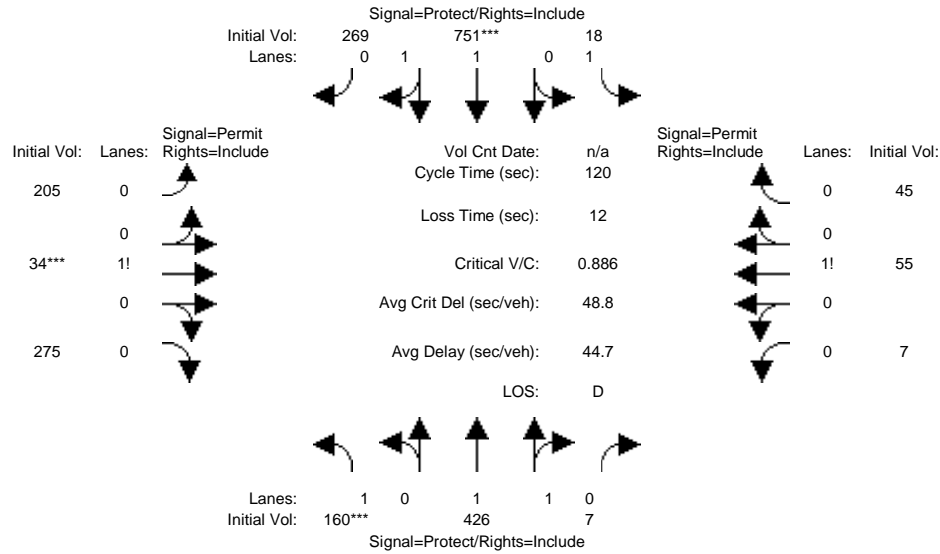 Signal=Protect/Rights=Include
Initial Vol: 269 751*** 18
Lanes: 0 1 1 0 1
Signal=Permit
Initial Vol: Lanes: Rights=Include
Vol Cnt Date: n/a
Signal=Permit
Rights=Include Lanes: Initial Vol:
Cycle Time (sec): 120
205 0
0 45
Loss Time (sec): 12
0
0
34*** 1!
Critical V/C: 0.886
1! 55
0
Avg Crit Del (sec/veh): 48.8
0
275 0
Avg Delay (sec/veh): 44.7
0 7
LOS: D
Lanes: 1 0 1 1 0
Initial Vol: 160*** 426 7
Signal=Protect/Rights=Include